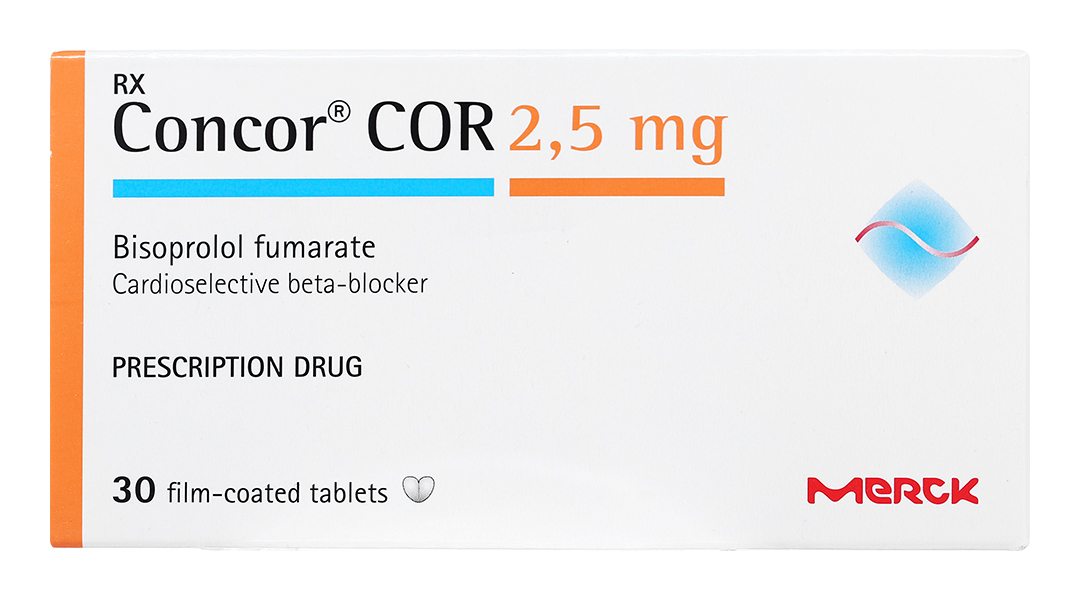 RX
Concor® COR 2,5 mg
Bisoprolol fumarate
Cardioselective beta-blocker
PRESCRIPTION DRUG
30 film-coated tablets
MERCK